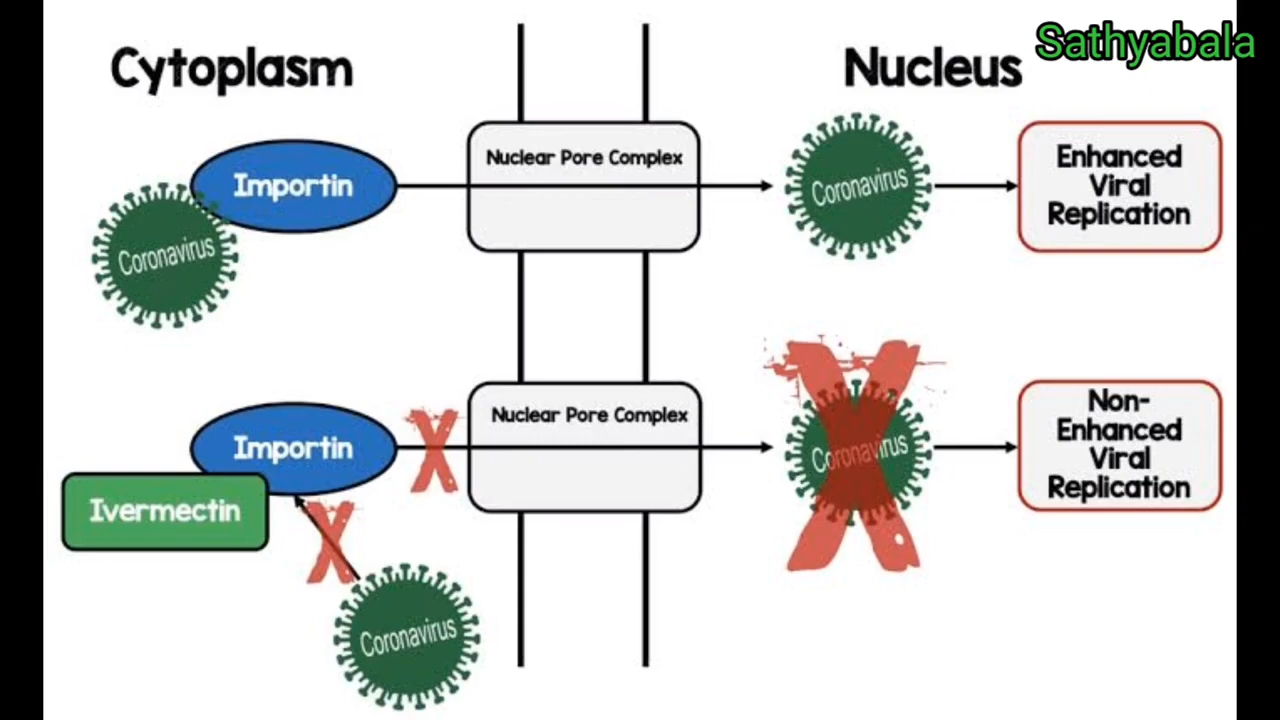 Sathyabala
Cytoplasm
Nucleus
Importin
Coronavirus
Nuclear Pore Complex
Coronavirus
Enhanced
Viral
Replication
Importin
Ivermectin
Coronavirus
Nuclear Pore Complex
Coronavirus
Non-
Enhanced
Viral
Replication